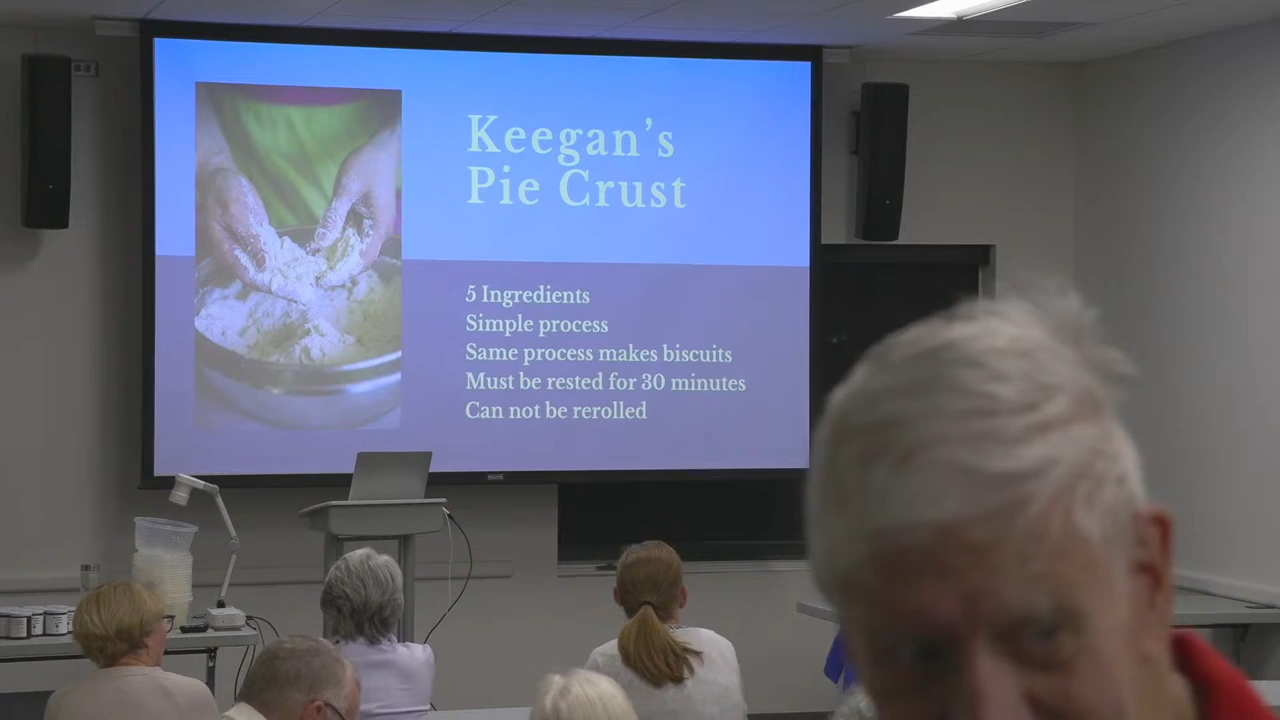 Keegan's
Pie Crust
5 Ingredients
Simple process
Same process makes biscuits
Must be rested for 30 minutes
Can not be rerolled